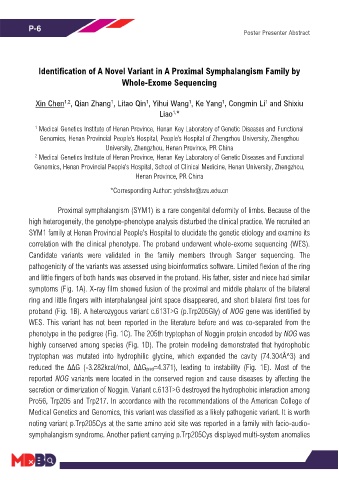 P-6
Poster Presenter Abstract
Identification of A Novel Variant in A Proximal Symphalangism Family by
Whole-Exome Sequencing
Xin Chen1,2, Qian Zhang1, Litao Qin1, Yihui Wang1, Ke Yang1, Congmin Li1 and Shixiu
Liao1,*
1 Medical Genetics Institute of Henan Province, Henan Key Laboratory of Genetic Diseases and Functional
Genomics, Henan Provincial People's Hospital, People's Hospital of Zhengzhou University, Zhengzhou
University, Zhengzhou, Henan Province, PR China
2 Medical Genetics Institute of Henan Province, Henan Key Laboratory of Genetic Diseases and Functional
Genomics, Henan Provincial People's Hospital, School of Clinical Medicine, Henan University, Zhengzhou,
Henan Province, PR China
*Corresponding Author: ychslshx@zzu.edu.cn
Proximal symphalangism (SYM1) is a rare congenital deformity of limbs. Because of the
high heterogeneity, the genotype-phenotype analysis disturbed the clinical practice. We recruited an
SYM1 family at Henan Provincial People's Hospital to elucidate the genetic etiology and examine its
correlation with the clinical phenotype. The proband underwent whole-exome sequencing (WES).
Candidate variants were validated in the family members through Sanger sequencing. The
pathogenicity of the variants was assessed using bioinformatics software. Limited flexion of the ring
and little fingers of both hands was observed in the proband. His father, sister and niece had similar
symptoms (Fig. 1A). X-ray film showed fusion of the proximal and middle phalanx of the bilateral
ring and little fingers with interphalangeal joint space disappeared, and short bilateral first toes for
proband (Fig. 1B). A heterozygous variant c.613T>G (p.Trp205Gly) of NOG gene was identified by
WES. This variant has not been reported in the literature before and was co-separated from the
phenotype in the pedigree (Fig. 1C). The 205th tryptophan of Noggin protein encoded by NOG was
highly conserved among species (Fig. 1D). The protein modeling demonstrated that hydrophobic
tryptophan was mutated into hydrophilic glycine, which expanded the cavity (74.304Å^3) and
reduced the ΔΔG (-3.282kcal/mol, ΔΔGpred=4.371), leading to instability (Fig. 1E). Most of the
reported NOG variants were located in the conserved region and cause diseases by affecting the
secretion or dimerization of Noggin. Variant c.613T>G destroyed the hydrophobic interaction among
Pro56, Trp205 and Trp217. In accordance with the recommendations of the American College of
Medical Genetics and Genomics, this variant was classified as a likely pathogenic variant. It is worth
noting variant p.Trp205Cys at the same amino acid site was reported in a family with facio-audio-
symphalangism syndrome. Another patient carrying p.Trp205Cys displayed multi-system anomalies